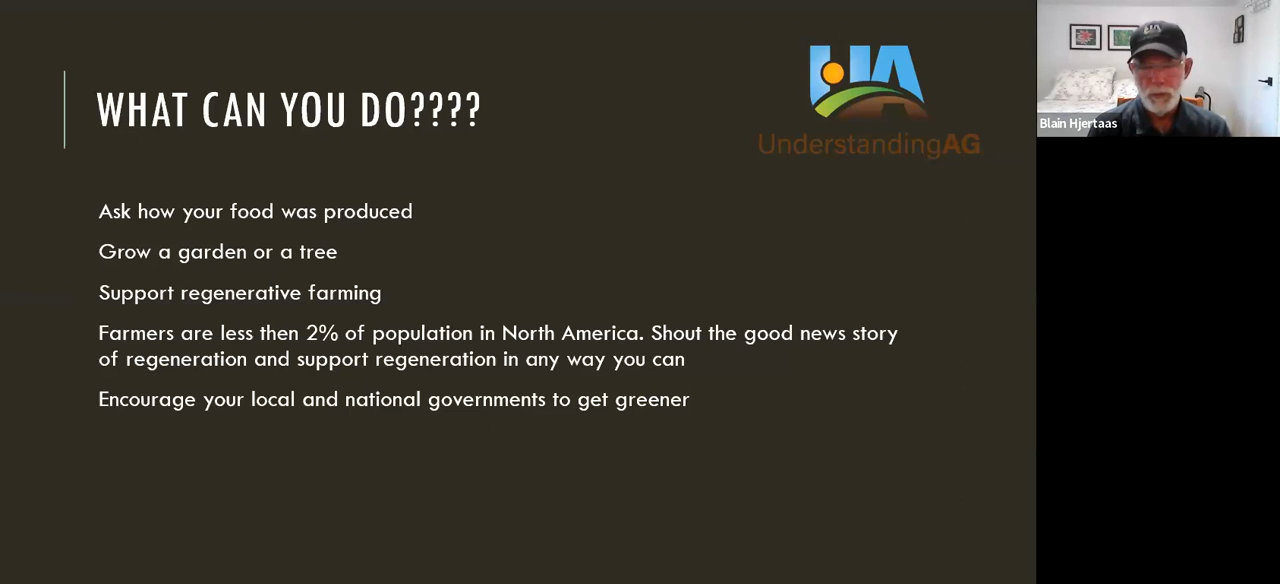 WHAT CAN YOU DO????
UA
UnderstandingAG
Ask how your food was produced
Grow a garden or a tree
Support regenerative farming
Farmers are less then 2% of population in North America. Shout the good news story
of regeneration and support regeneration in any way you can
Encourage your local and national governments to get greener
Blain Hjertaas